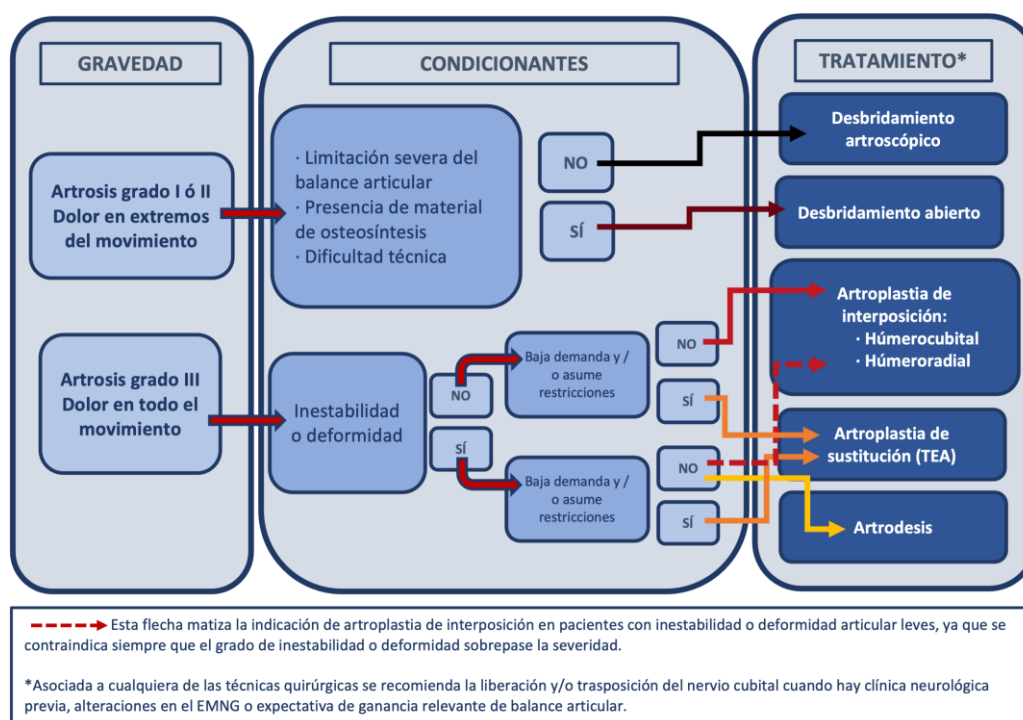 GRAVEDAD
CONDICIONANTES
TRATAMIENTO*
Artrosis grado I ó II
Dolor en extremos
del movimiento
· Limitación severa del
balance articular
· Presencia de material
de osteosíntesis
· Dificultad técnica
NO
SÍ
Desbridamiento
artroscópico
Desbridamiento abierto
Artrosis grado III
Dolor en todo el
movimiento
Inestabilidad
o deformidad
NO
SÍ
Baja demanda y /
o asume
restricciones
NO
SÍ
Baja demanda y /
o asume
restricciones
NO
SÍ
Artroplastia de
interposición:
· Húmerocubital
· Húmeroradial
Artroplastia de
sustitución (TEA)
Artrodesis
Esta flecha matiza la indicación de artroplastia de interposición en pacientes con inestabilidad o deformidad articular leves, ya que se
contraindica siempre que el grado de inestabilidad o deformidad sobrepase la severidad.
*Asociada a cualquiera de las técnicas quirúrgicas se recomienda la liberación y/o trasposición del nervio cubital cuando hay clínica neurológica
previa, alteraciones en el EMNG o expectativa de ganancia relevante de balance articular.